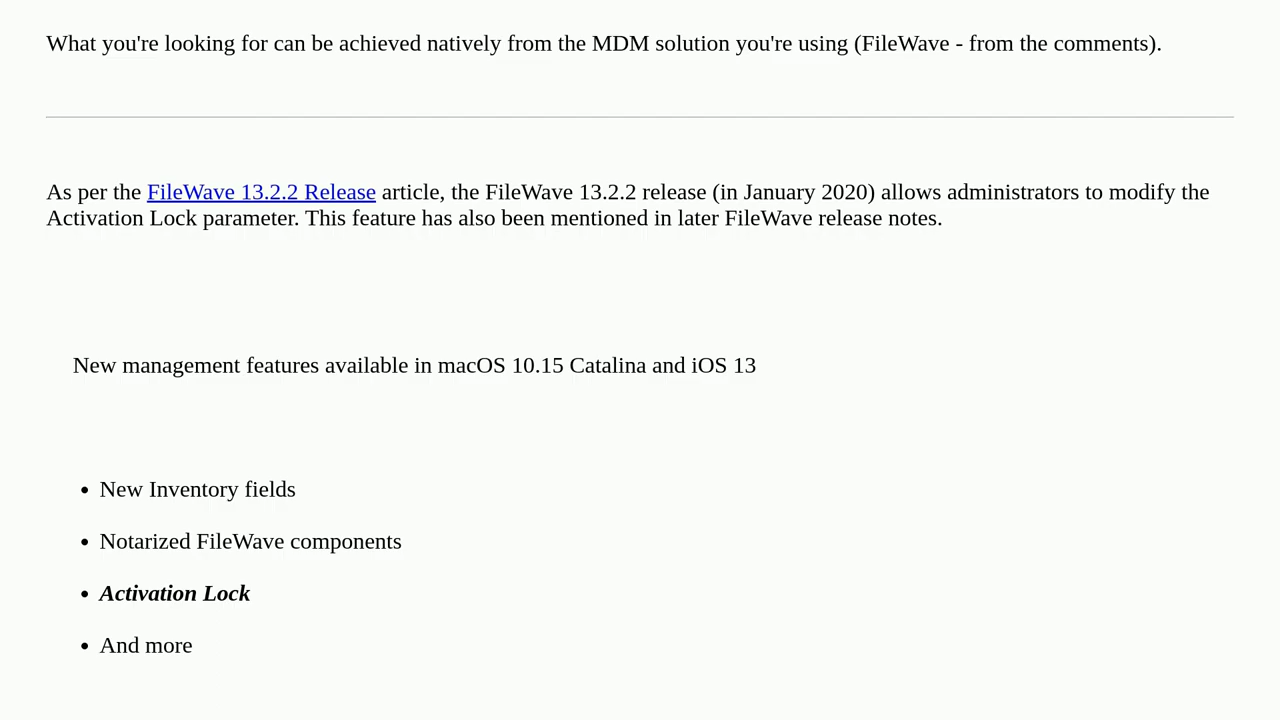 What you're looking for can be achieved natively from the MDM solution you're using (FileWave - from the comments).
As per the FileWave 13.2.2 Release article, the FileWave 13.2.2 release (in January 2020) allows administrators to modify the
Activation Lock parameter. This feature has also been mentioned in later FileWave release notes.
New management features available in macOS 10.15 Catalina and iOS 13
• New Inventory fields
• Notarized FileWave components
• Activation Lock
• And more